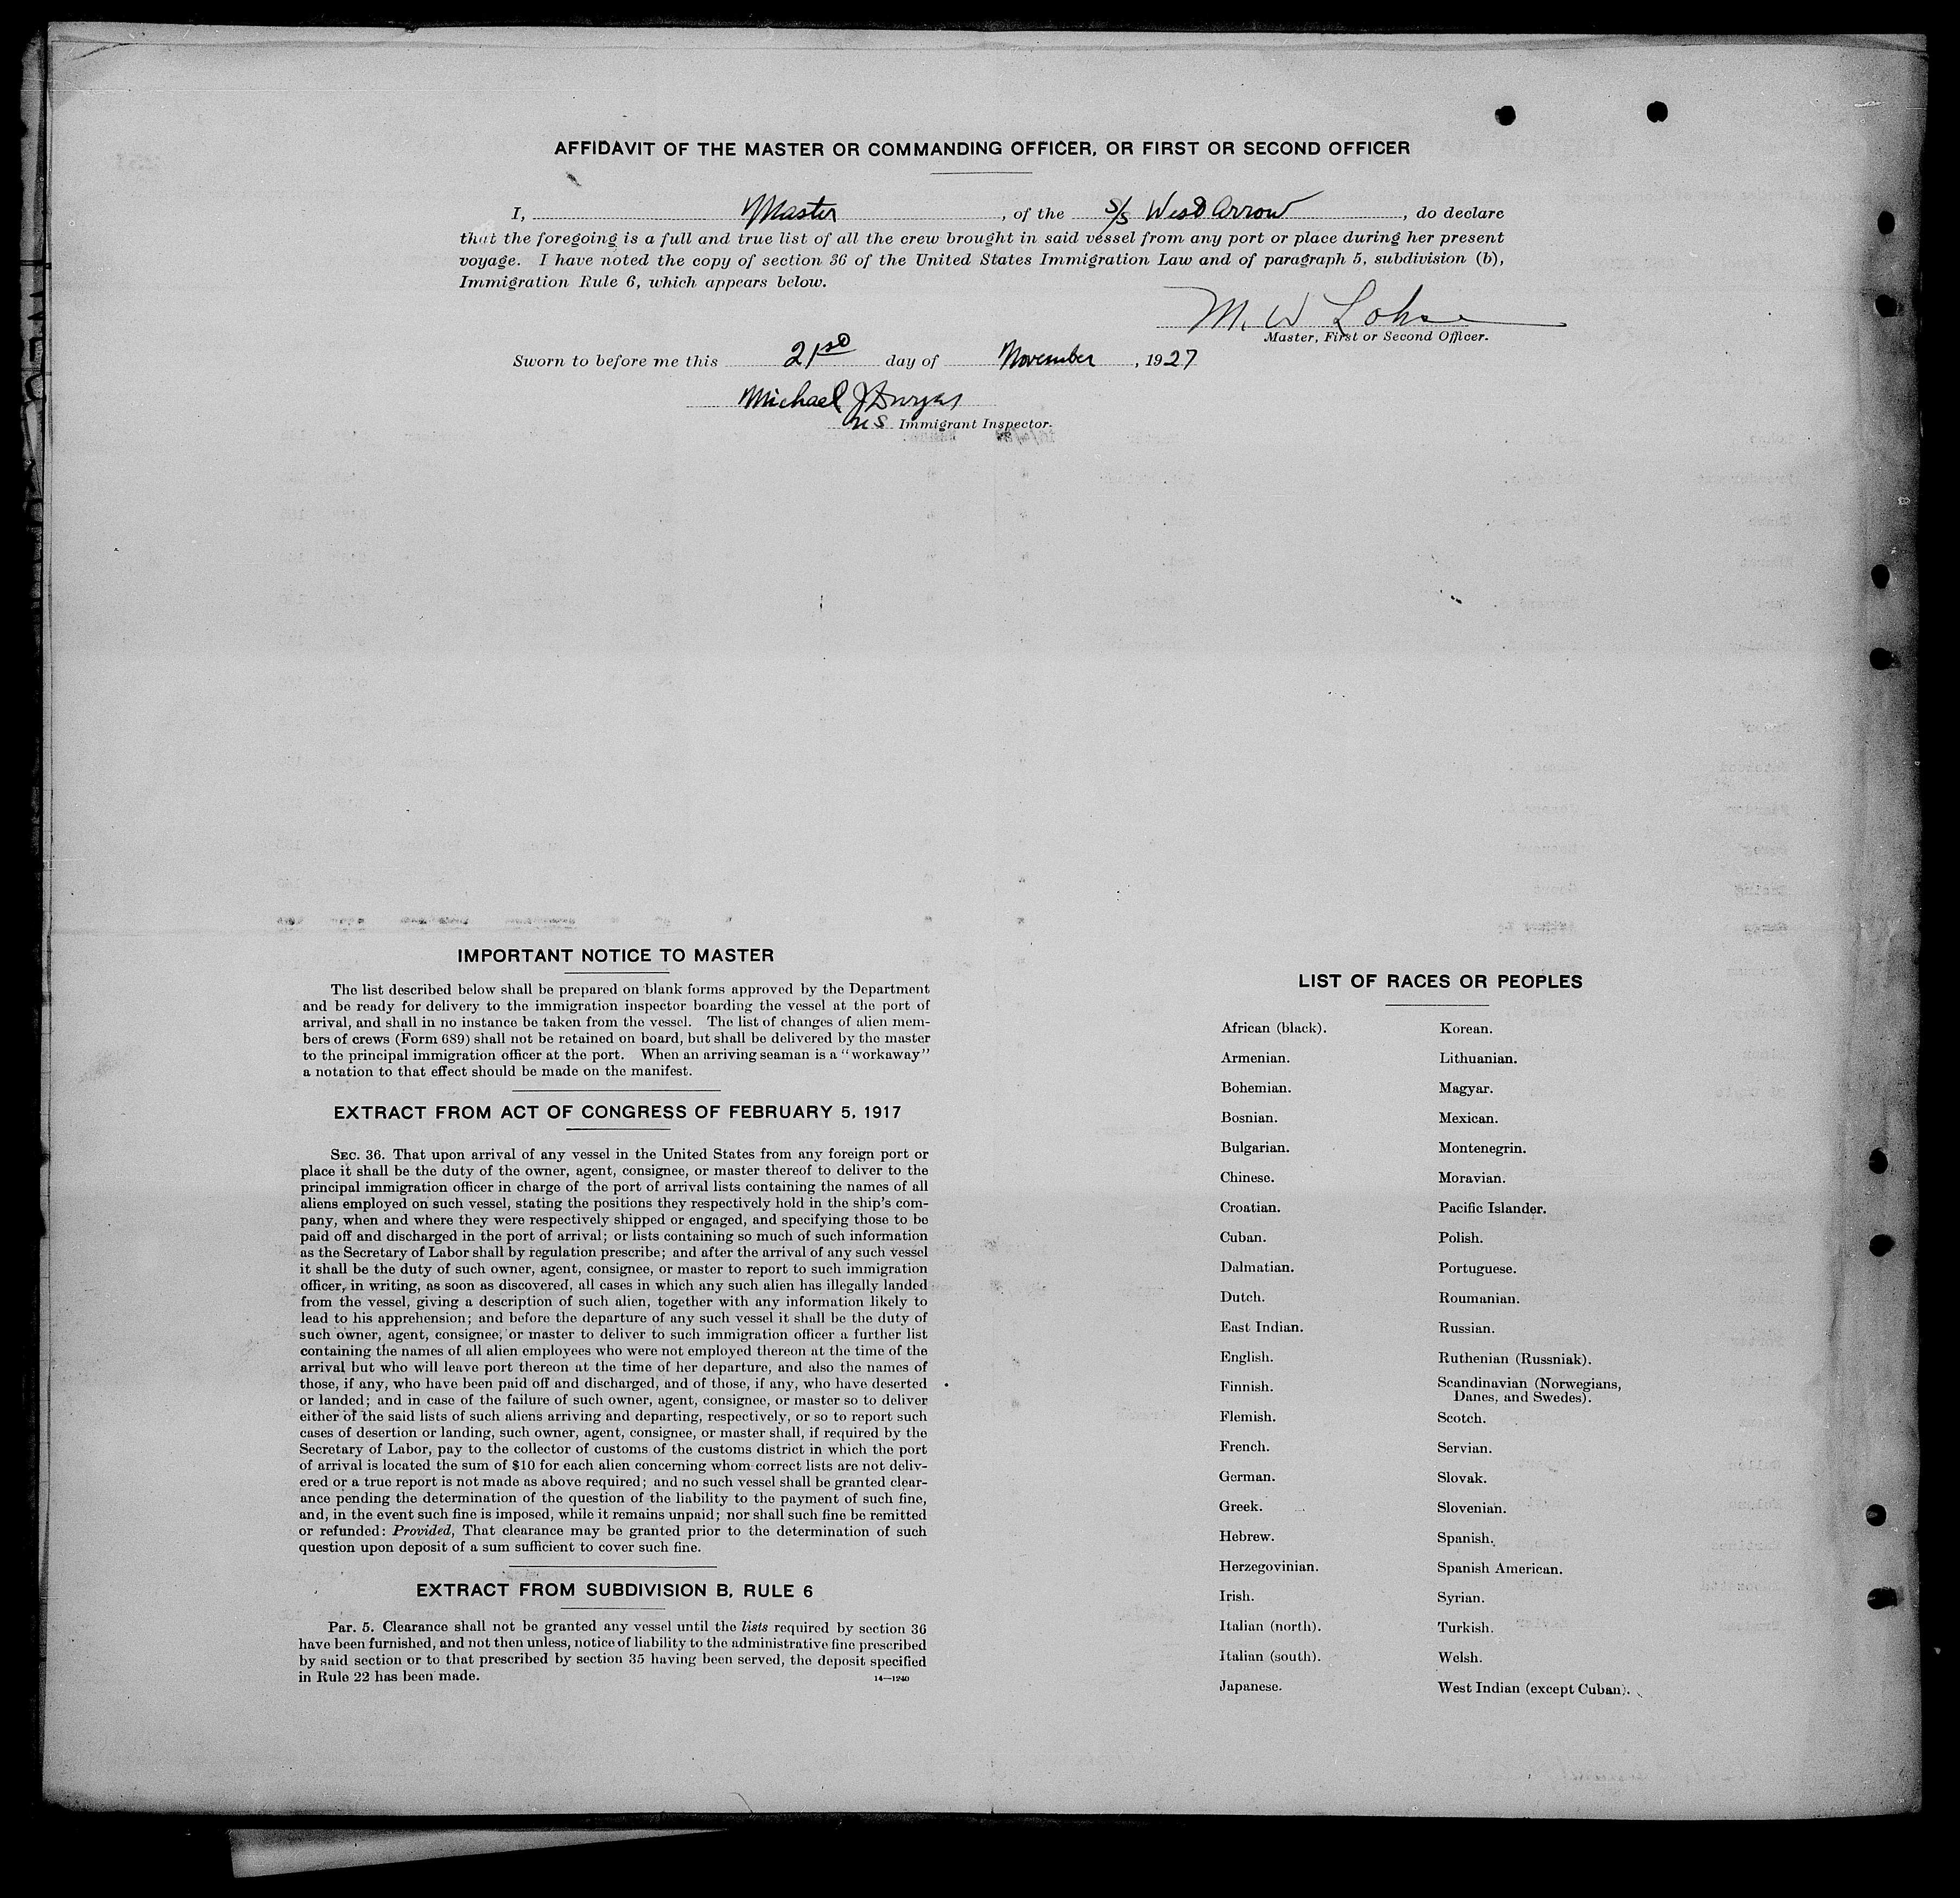 AFFIDAVIT OF THE MASTER OR COMMANDING OFFICER, OR FIRST OR SECOND OFFICER
I, Master, of the S/S West Arrow, do declare
that the foregoing is a full and true list of all the crew brought in said vessel from any port or place during her present
voyage. I have noted the copy of section 36 of the United States Immigration Law and of paragraph 5, subdivision (b),
Immigration Rule 6, which appears below.
M. W Lohse
Master, First or Second Officer.
Sworn to before me this 21st day of November, 1927
Michael J
US Immigrant Inspector.
IMPORTANT NOTICE TO MASTER
The list described below shall be prepared on blank forms approved by the Department
and be ready for delivery to the immigration inspector boarding the vessel at the port of
arrival, and shall in no instance be taken from the vessel. The list of changes of alien mem-
bers of crews (Form 689) shall not be retained on board, but shall be delivered by the master
to the principal immigration officer at the port. When an arriving seaman is a "workaway"
a notation to that effect should be made on the manifest.
EXTRACT FROM ACT OF CONGRESS OF FEBRUARY 5, 1917
SEC. 36. That upon arrival of any vessel in the United States from any foreign port or
place it shall be the duty of the owner, agent, consignee, or master thereof to deliver to the
principal immigration officer in charge of the port of arrival lists containing the names of all
aliens employed on such vessel, stating the positions they respectively hold in the ship's com-
pany, when and where they were respectively shipped or engaged, and specifying those to be
paid off and discharged in the port of arrival; or lists containing so much of such information
as the Secretary of Labor shall by regulation prescribe; and after the arrival of any such vessel
it shall be the duty of such owner, agent, consignee, or master to report to such immigration
officer, in writing, as soon as discovered, all cases in which any such alien has illegally landed
from the vessel, giving a description of such alien, together with any information likely to
lead to his apprehension; and before the departure of any such vessel it shall be the duty of
such owner, agent, consignee, or master to deliver to such immigration officer a further list
containing the names of all alien employees who were not employed thereon at the time of the
arrival but who will leave port thereon at the time of her departure, and also the names of
those, if any, who have been paid off and discharged, and of those, if any, who have deserted
or landed; and in case of the failure of such owner, agent, consignee, or master so to deliver
either of the said lists of such aliens arriving and departing, respectively, or so to report such
cases of desertion or landing, such owner, agent, consignee, or master shall, if required by the
Secretary of Labor, pay to the collector of customs of the customs district in which the port
of arrival is located the sum of $10 for each alien concerning whom correct lists are not deliv-
ered or a true report is not made as above required; and no such vessel shall be granted clear-
ance pending the determination of the question of the liability to the payment of such fine,
and, in the event such fine is imposed, while it remains unpaid; nor shall such fine be remitted
or refunded: Provided, That clearance may be granted prior to the determination of such
question upon deposit of a sum sufficient to cover such fine.
EXTRACT FROM SUBDIVISION B, RULE 6
Par. 5. Clearance shall not be granted any vessel until the lists required by section 36
have been furnished, and not then unless, notice of liability to the administrative fine prescribed
by said section or to that prescribed by section 35 having been served, the deposit specified
in Rule 22 has been made.
14—1240
LIST OF RACES OR PEOPLES
African (black).
Armenian.
Bohemian.
Bosnian.
Bulgarian.
Chinese.
Croatian.
Cuban.
Dalmatian.
Dutch.
East Indian.
English.
Finnish.
Flemish.
French.
German.
Greek.
Hebrew.
Herzegovinian.
Irish.
Italian (north).
Italian (south).
Japanese.
Korean.
Lithuanian.
Magyar.
Mexican.
Montenegrin.
Moravian.
Pacific Islander.
Polish.
Portuguese.
Roumanian.
Russian.
Ruthenian (Russniak).
Scandinavian (Norwegians,
Danes, and Swedes).
Scotch.
Servian.
Slovak.
Slovenian.
Spanish.
Spanish American.
Syrian.
Turkish.
Welsh.
West Indian (except Cuban).